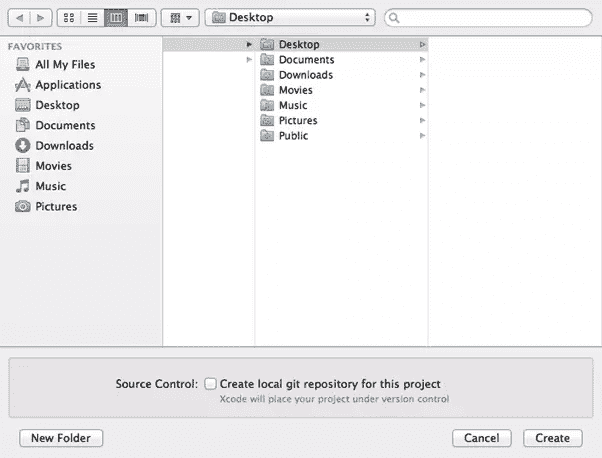 Desktop
FAVORITES
All My Files
Applications
Desktop
Documents
Downloads
Movies
Music
Pictures
Desktop
Documents
Downloads
Movies
Music
Pictures
Public
Source Control: Create local git repository for this project
Xcode will place your project under version control
New Folder Cancel Create